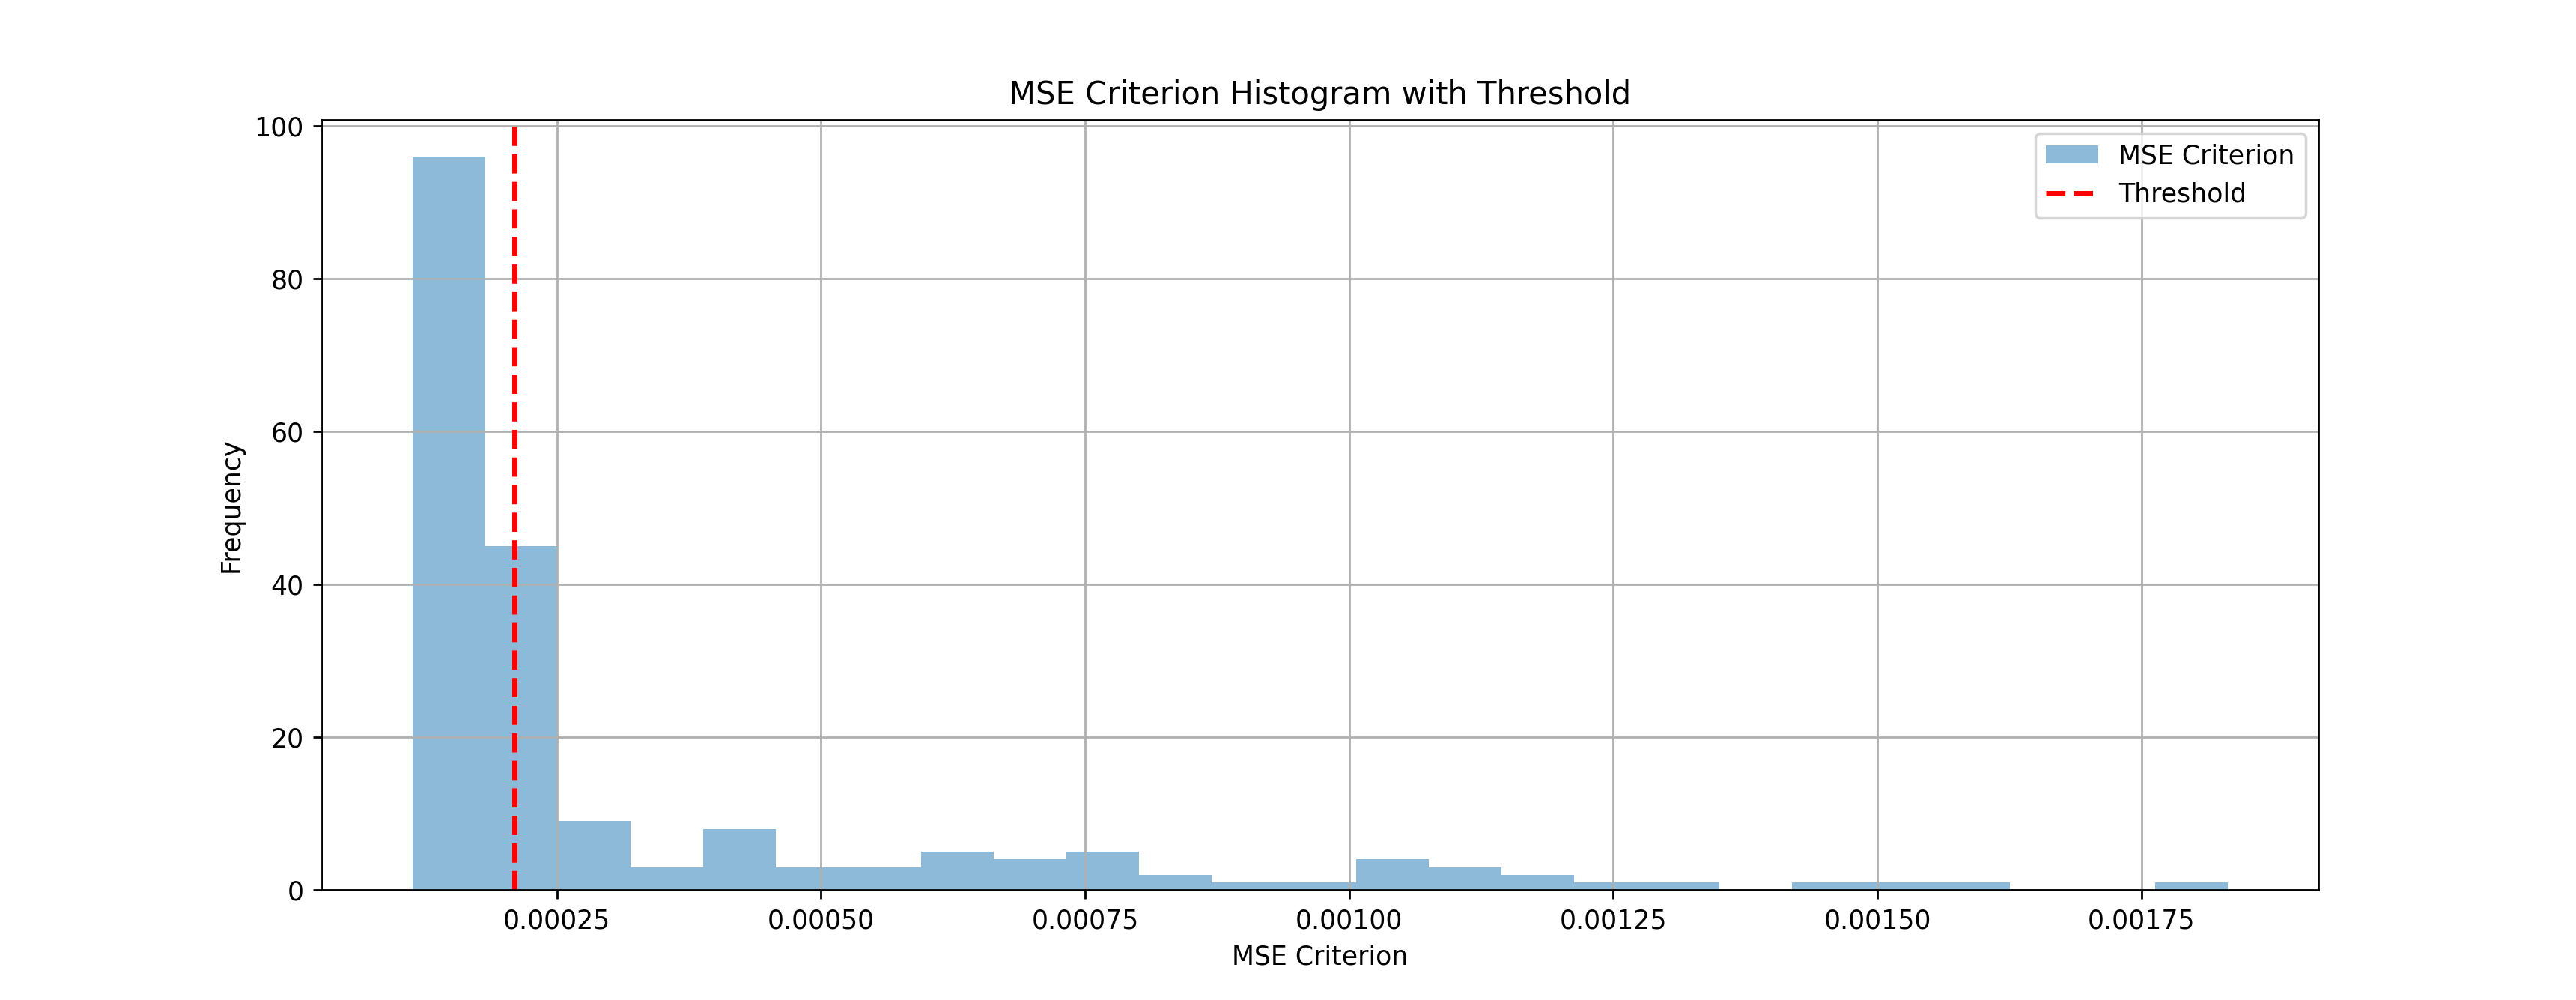 MSE Criterion Histogram with Threshold
MSE Criterion
Threshold
100
80
60
40
20
0
Frequency
0.00025 0.00050 0.00075 0.00100 0.00125 0.00150 0.00175
MSE Criterion